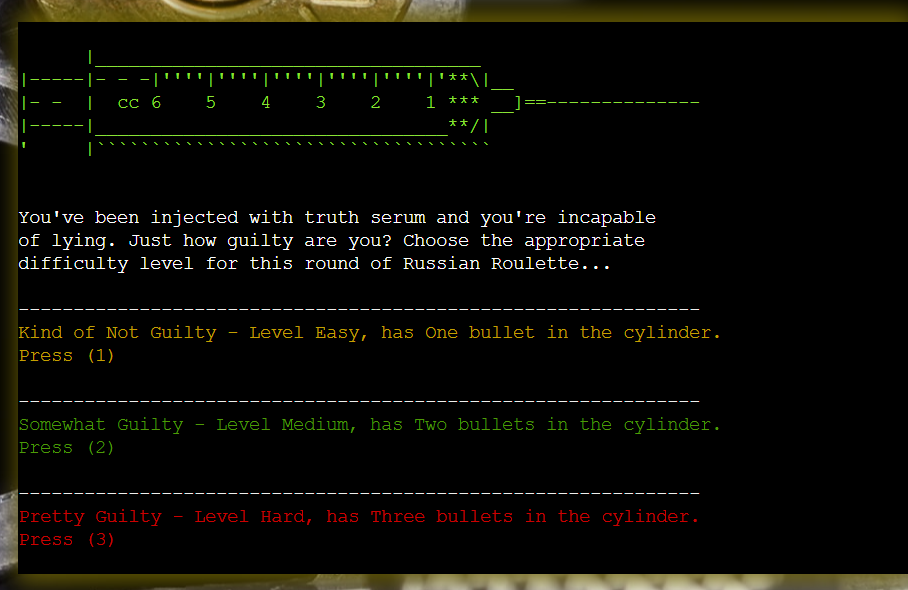 |___________________________________
|-----|- - -|''''|''''|''''|''''|''''|'**\|__
|- -  |  cc 6    5    4    3    2    1 *** __]==--------------
|-----|________________________________**/|
'     |````````````````````````````````````
You've been injected with truth serum and you're incapable
of lying. Just how guilty are you? Choose the appropriate
difficulty level for this round of Russian Roulette...
--------------------------------------------------------------
Kind of Not Guilty - Level Easy, has One bullet in the cylinder.
Press (1)
--------------------------------------------------------------
Somewhat Guilty - Level Medium, has Two bullets in the cylinder.
Press (2)
--------------------------------------------------------------
Pretty Guilty - Level Hard, has Three bullets in the cylinder.
Press (3)